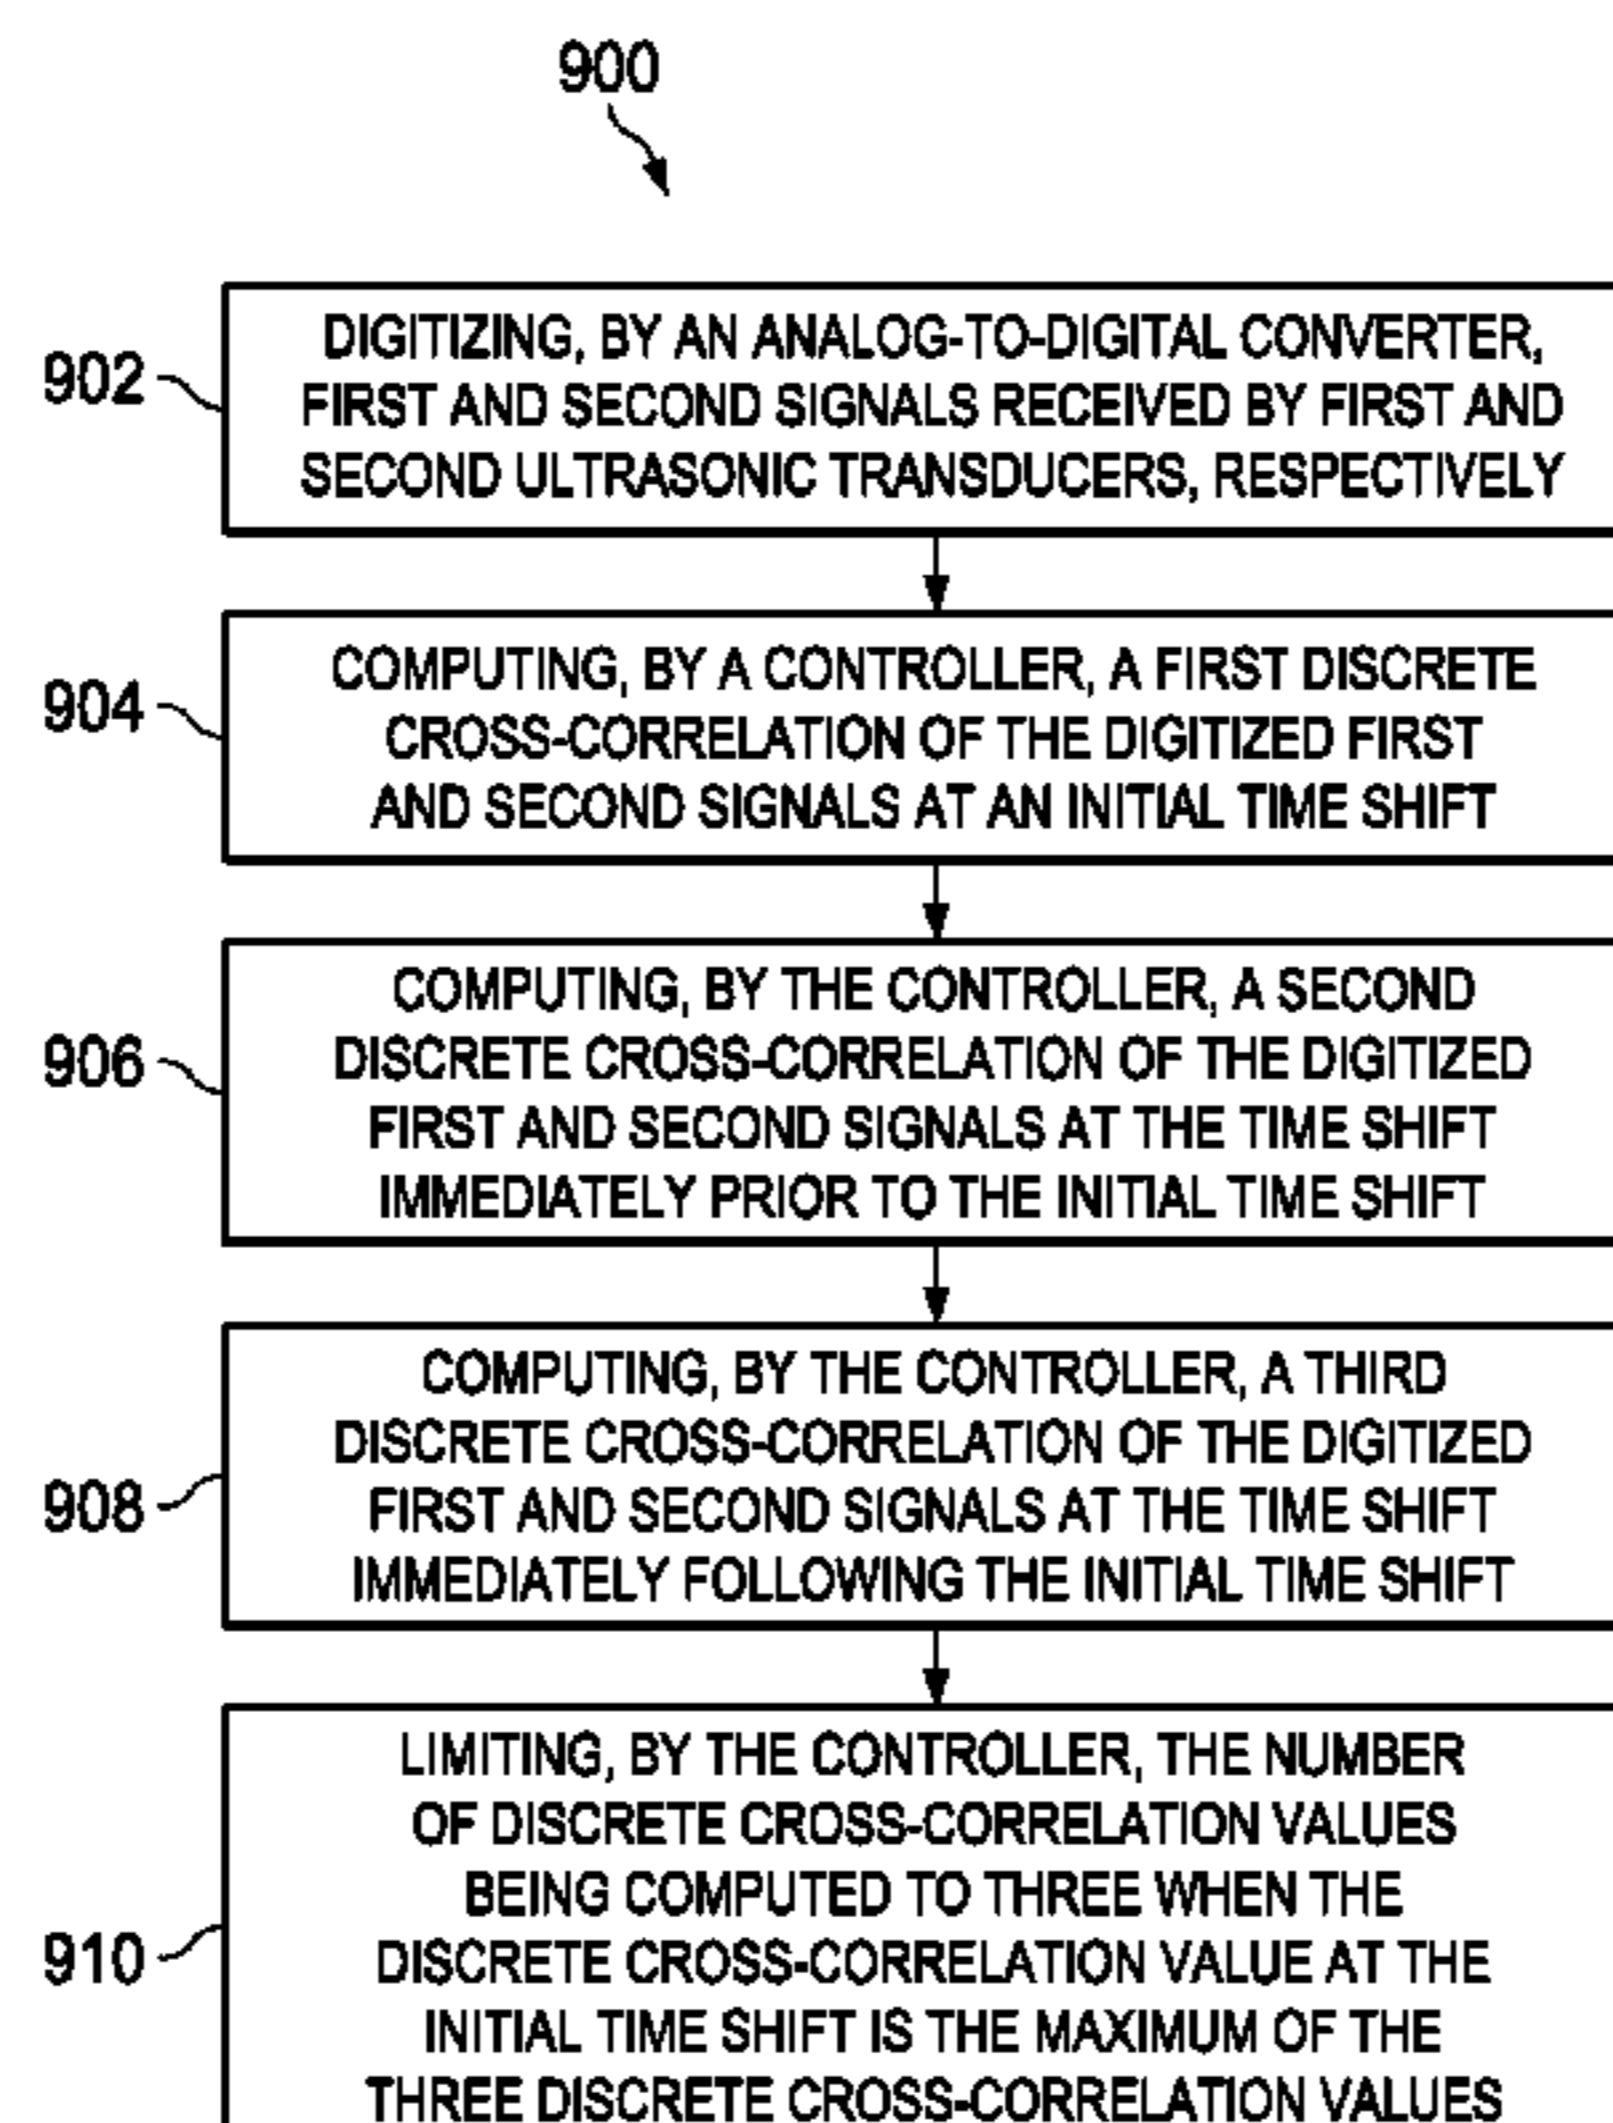 900
902
DIGITIZING, BY AN ANALOG-TO-DIGITAL CONVERTER,
FIRST AND SECOND SIGNALS RECEIVED BY FIRST AND
SECOND ULTRASONIC TRANSDUCERS, RESPECTIVELY
904
COMPUTING, BY A CONTROLLER, A FIRST DISCRETE
CROSS-CORRELATION OF THE DIGITIZED FIRST
AND SECOND SIGNALS AT AN INITIAL TIME SHIFT
906
COMPUTING, BY THE CONTROLLER, A SECOND
DISCRETE CROSS-CORRELATION OF THE DIGITIZED
FIRST AND SECOND SIGNALS AT THE TIME SHIFT
IMMEDIATELY PRIOR TO THE INITIAL TIME SHIFT
908
COMPUTING, BY THE CONTROLLER, A THIRD
DISCRETE CROSS-CORRELATION OF THE DIGITIZED
FIRST AND SECOND SIGNALS AT THE TIME SHIFT
IMMEDIATELY FOLLOWING THE INITIAL TIME SHIFT
910
LIMITING, BY THE CONTROLLER, THE NUMBER
OF DISCRETE CROSS-CORRELATION VALUES
BEING COMPUTED TO THREE WHEN THE
DISCRETE CROSS-CORRELATION VALUE AT THE
INITIAL TIME SHIFT IS THE MAXIMUM OF THE
THREE DISCRETE CROSS-CORRELATION VALUES